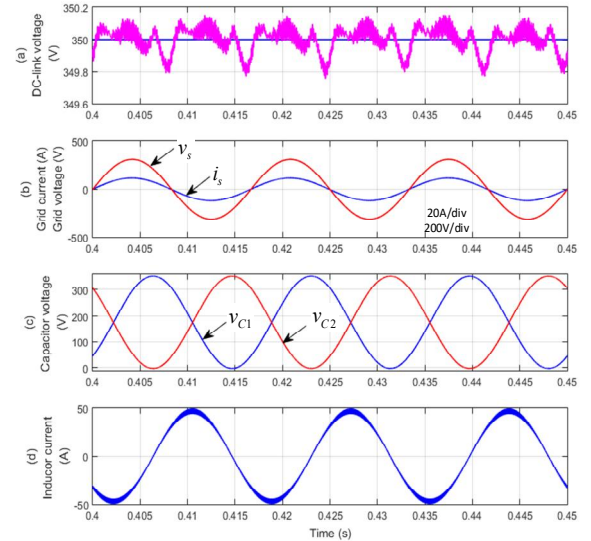 350.2
350
349.8
349.6
(a)
DC-link voltage
(V)
0.4 0.405 0.41 0.415 0.42 0.425 0.43 0.435 0.44 0.445 0.45
500
0
-500
(b)
Grid current (A)
Grid voltage (V)
v_s
i_s
20A/div
200V/div
0.4 0.405 0.41 0.415 0.42 0.425 0.43 0.435 0.44 0.445 0.45
300
200
100
0
(c)
Capacitor voltage
(V)
v_C1
v_C2
0.4 0.405 0.41 0.415 0.42 0.425 0.43 0.435 0.44 0.445 0.45
50
0
-50
(d)
Inducor current
(A)
0.4 0.405 0.41 0.415 0.42 0.425 0.43 0.435 0.44 0.445 0.45
Time (s)